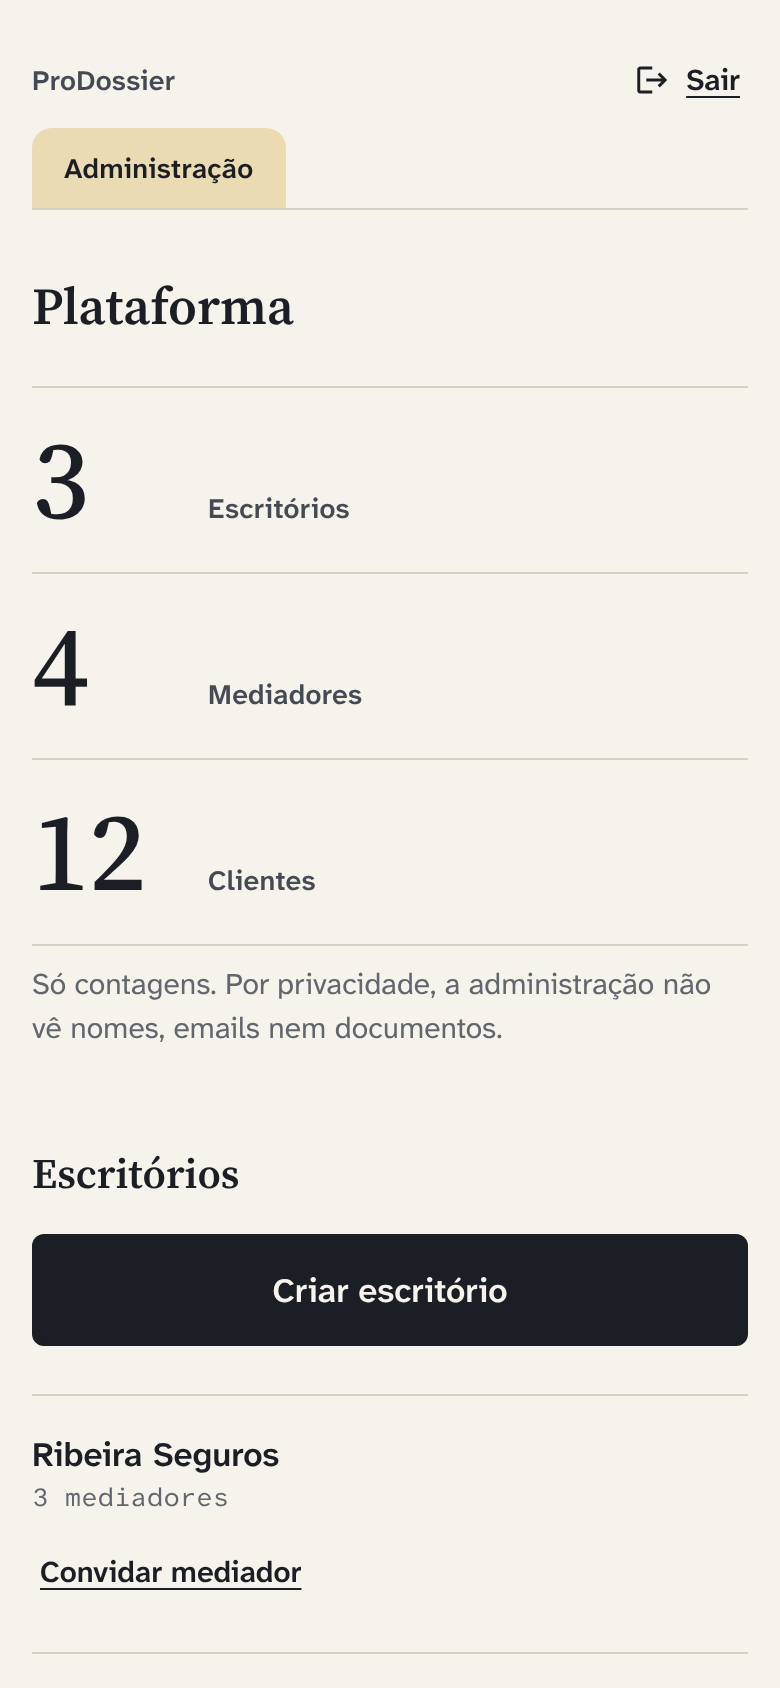 ProDossier
Sair
Administração
Plataforma
3
Escritórios
4
Mediadores
12
Clientes
Só contagens. Por privacidade, a administração não
vê nomes, emails nem documentos.
Escritórios
Criar escritório
Ribeira Seguros
3 mediadores
Convidar mediador